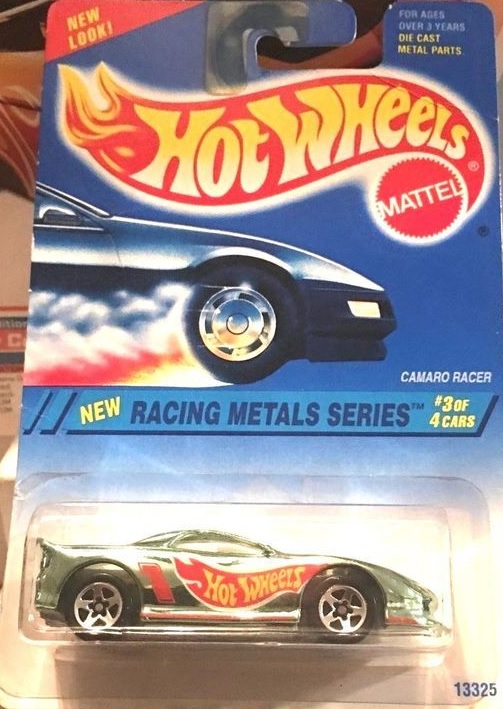 NEW
LOOK!
FOR AGES
OVER 3 YEARS
DIE CAST
METAL PARTS
HOT WHEELS®
MATTEL
®
CAMARO RACER
NEW RACING METALS SERIES™ #3 OF
4 CARS
1 HOT WHEELS
13325